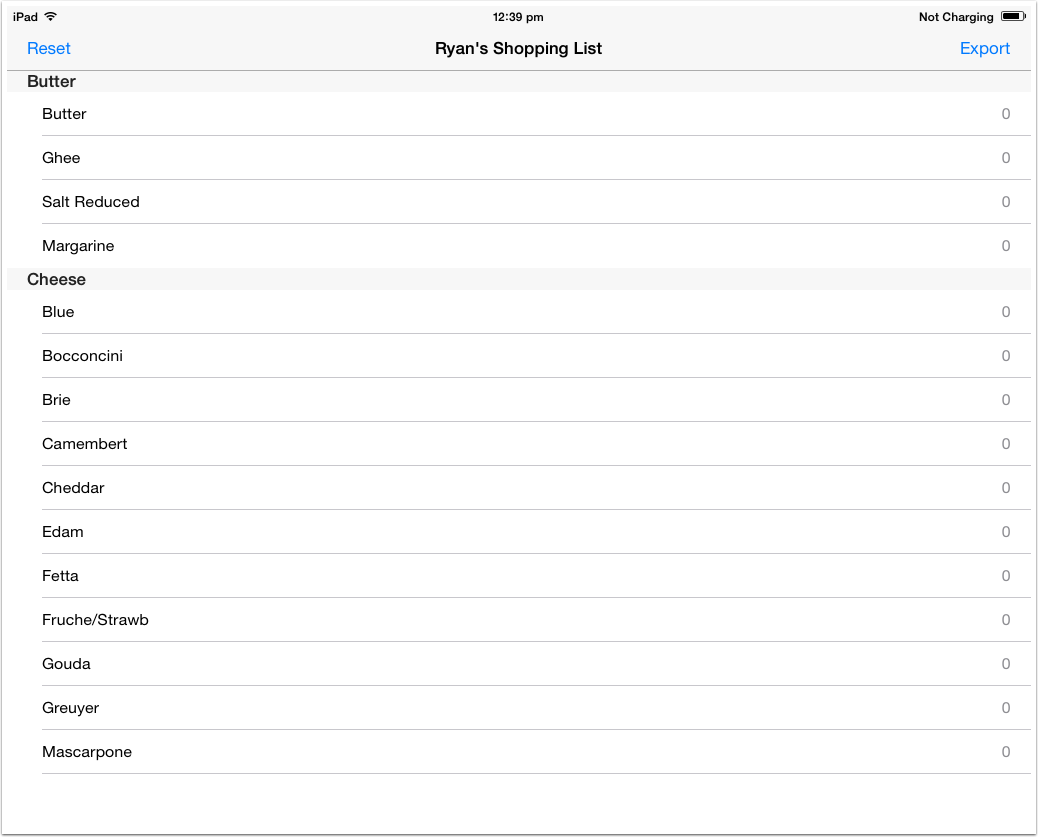 iPad 12:39 pm Not Charging
Reset Ryan's Shopping List Export
Butter
Butter 0
Ghee 0
Salt Reduced 0
Margarine 0
Cheese
Blue 0
Bocconcini 0
Brie 0
Camembert 0
Cheddar 0
Edam 0
Fetta 0
Fruche/Strawb 0
Gouda 0
Greuyer 0
Mascarpone 0